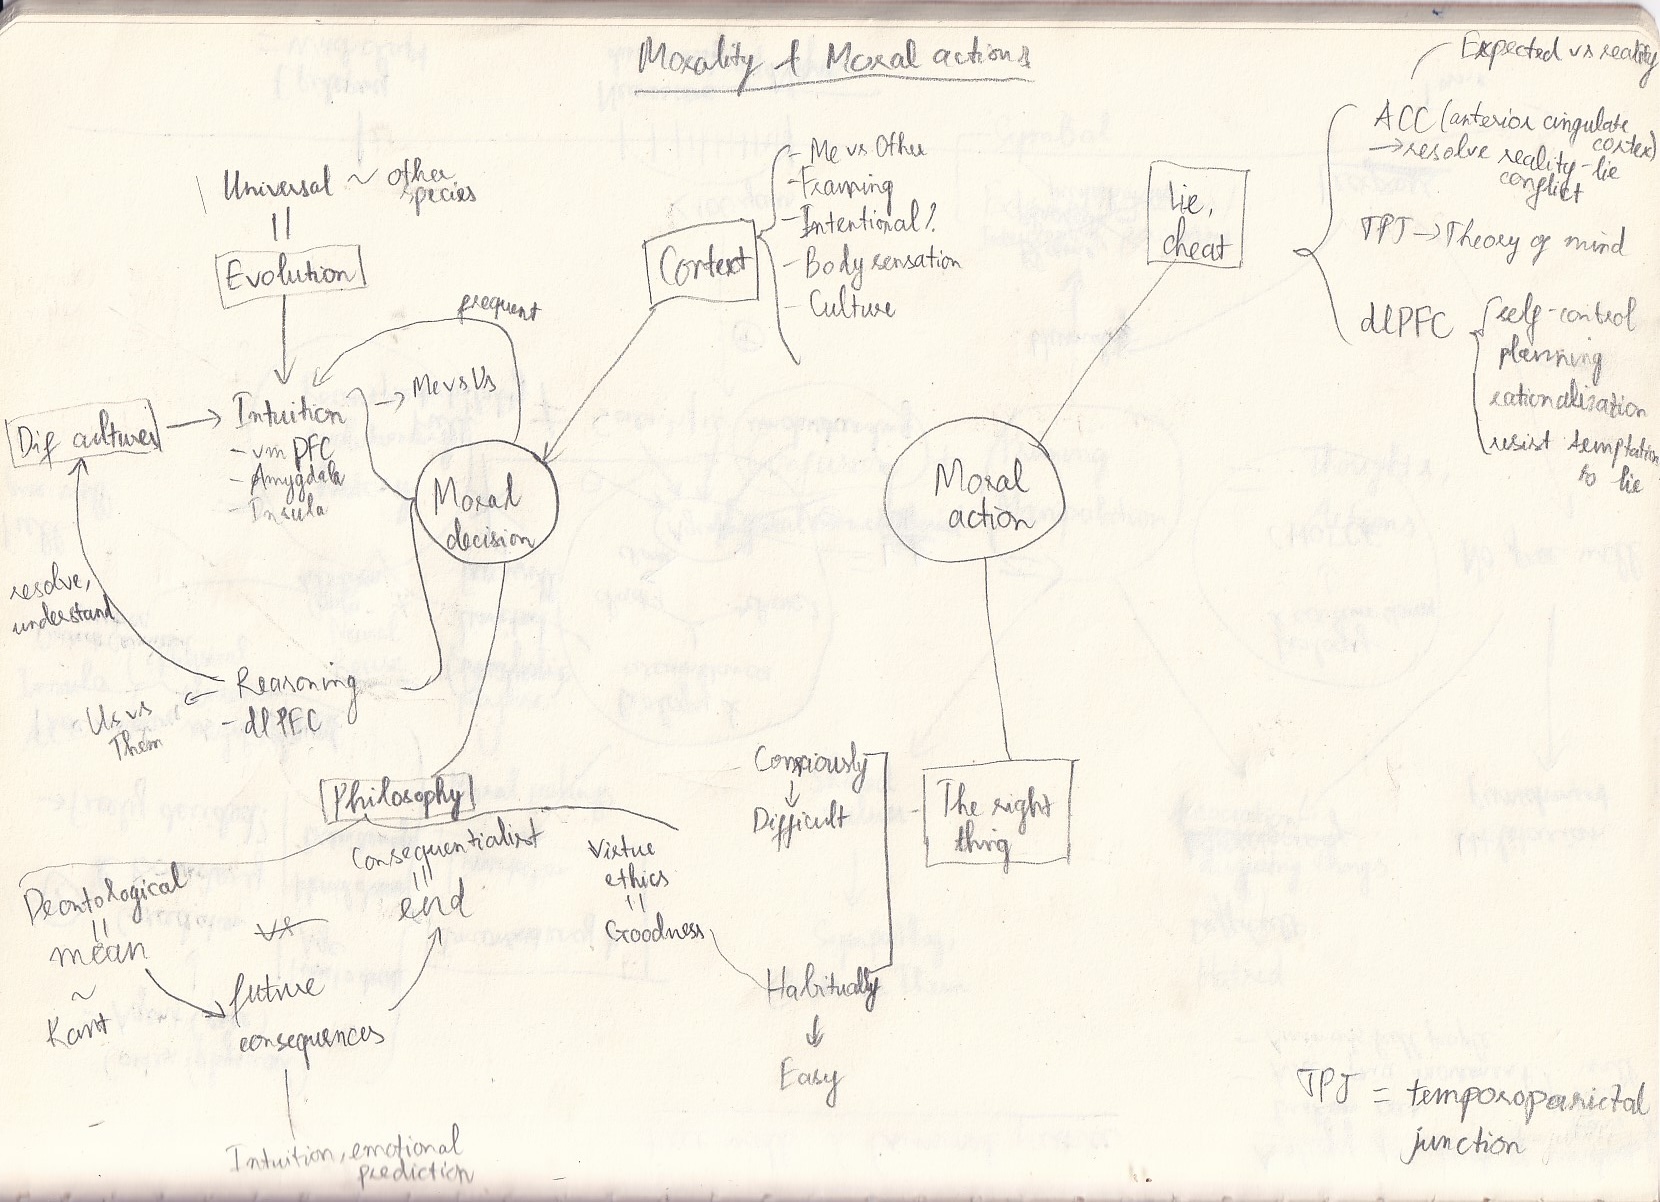 Morality & Moral actions
Expected vs reality
ACC (anterior cingulate
cortex)
→resolve reality-lie
conflict
TPJ → Theory of mind
dlPFC
self-control
planning
rationalization
resist temptation
to lie
Lie,
cheat
- Me vs Other
- Framing
- Intentional?
- Body sensation
- Culture
Context
Universal ~ other
species
||
Evolution
frequent
→ Me vs Us
Intuition
- vmPFC
- Amygdala
- Insula
Dif cultures →
Moral
decision
Moral
action
resolve,
understand
Reasoning
- dlPFC
Us vs
Them
Philosophy
Deontological
||
mean
~
Kant
vs
Consequentialist
|||
end
Virtue
ethics
||
Goodness
future
consequences
Intuition, emotional
prediction
Consciously
↓
Difficult
The right
thing
Habitually
↓
Easy
TPJ = temporoparietal
junction